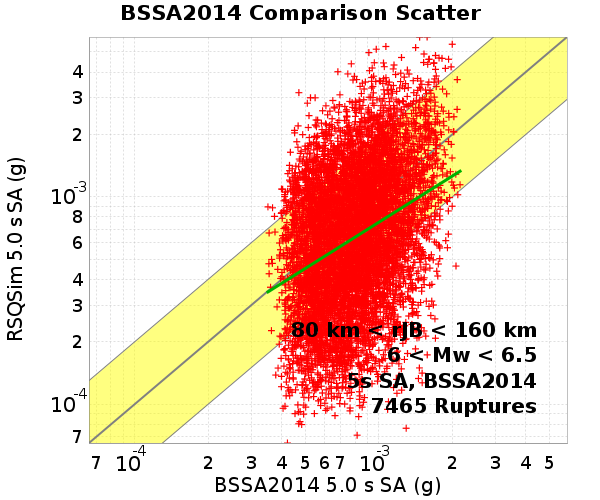 BSSA2014 Comparison Scatter
RSQSim 5.0 s SA (g)
4
3
2
10-3
8
6
4
3
2
10-4
7
80 km < rJB < 160 km
6 < Mw < 6.5
5s SA, BSSA2014
7465 Ruptures
7 10-4 2 3 4 5 6 7 10-3 2 3 4 5
BSSA2014 5.0 s SA (g)